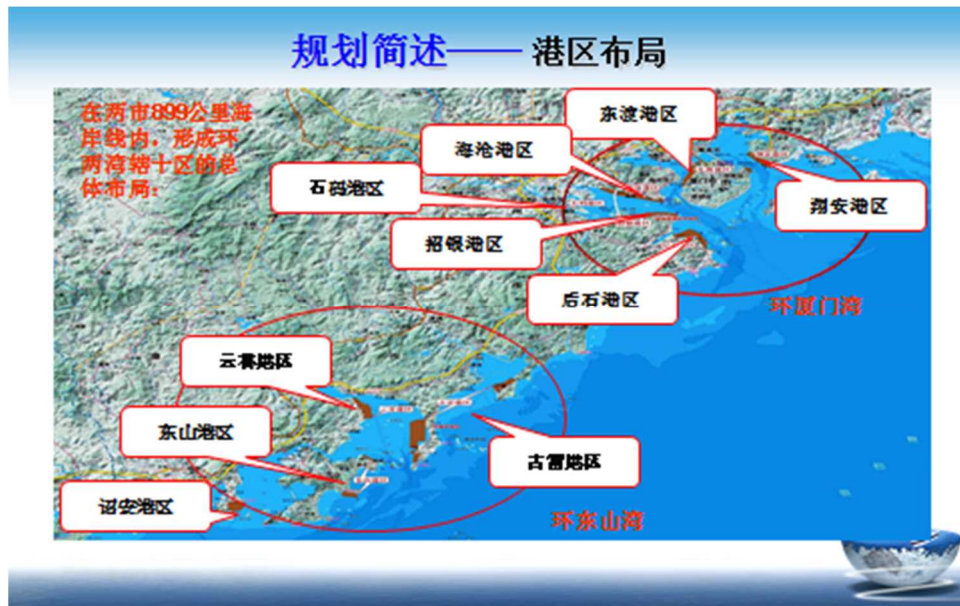 规划简述—— 港区布局
在两市899公里海
岸线内，形成环
两湾辖十区的总
体布局：
东渡港区
海沧港区
石码港区
翔安港区
招银港区
后石港区
环厦门湾
云霄港区
东山港区
古雷港区
诏安港区
环东山湾